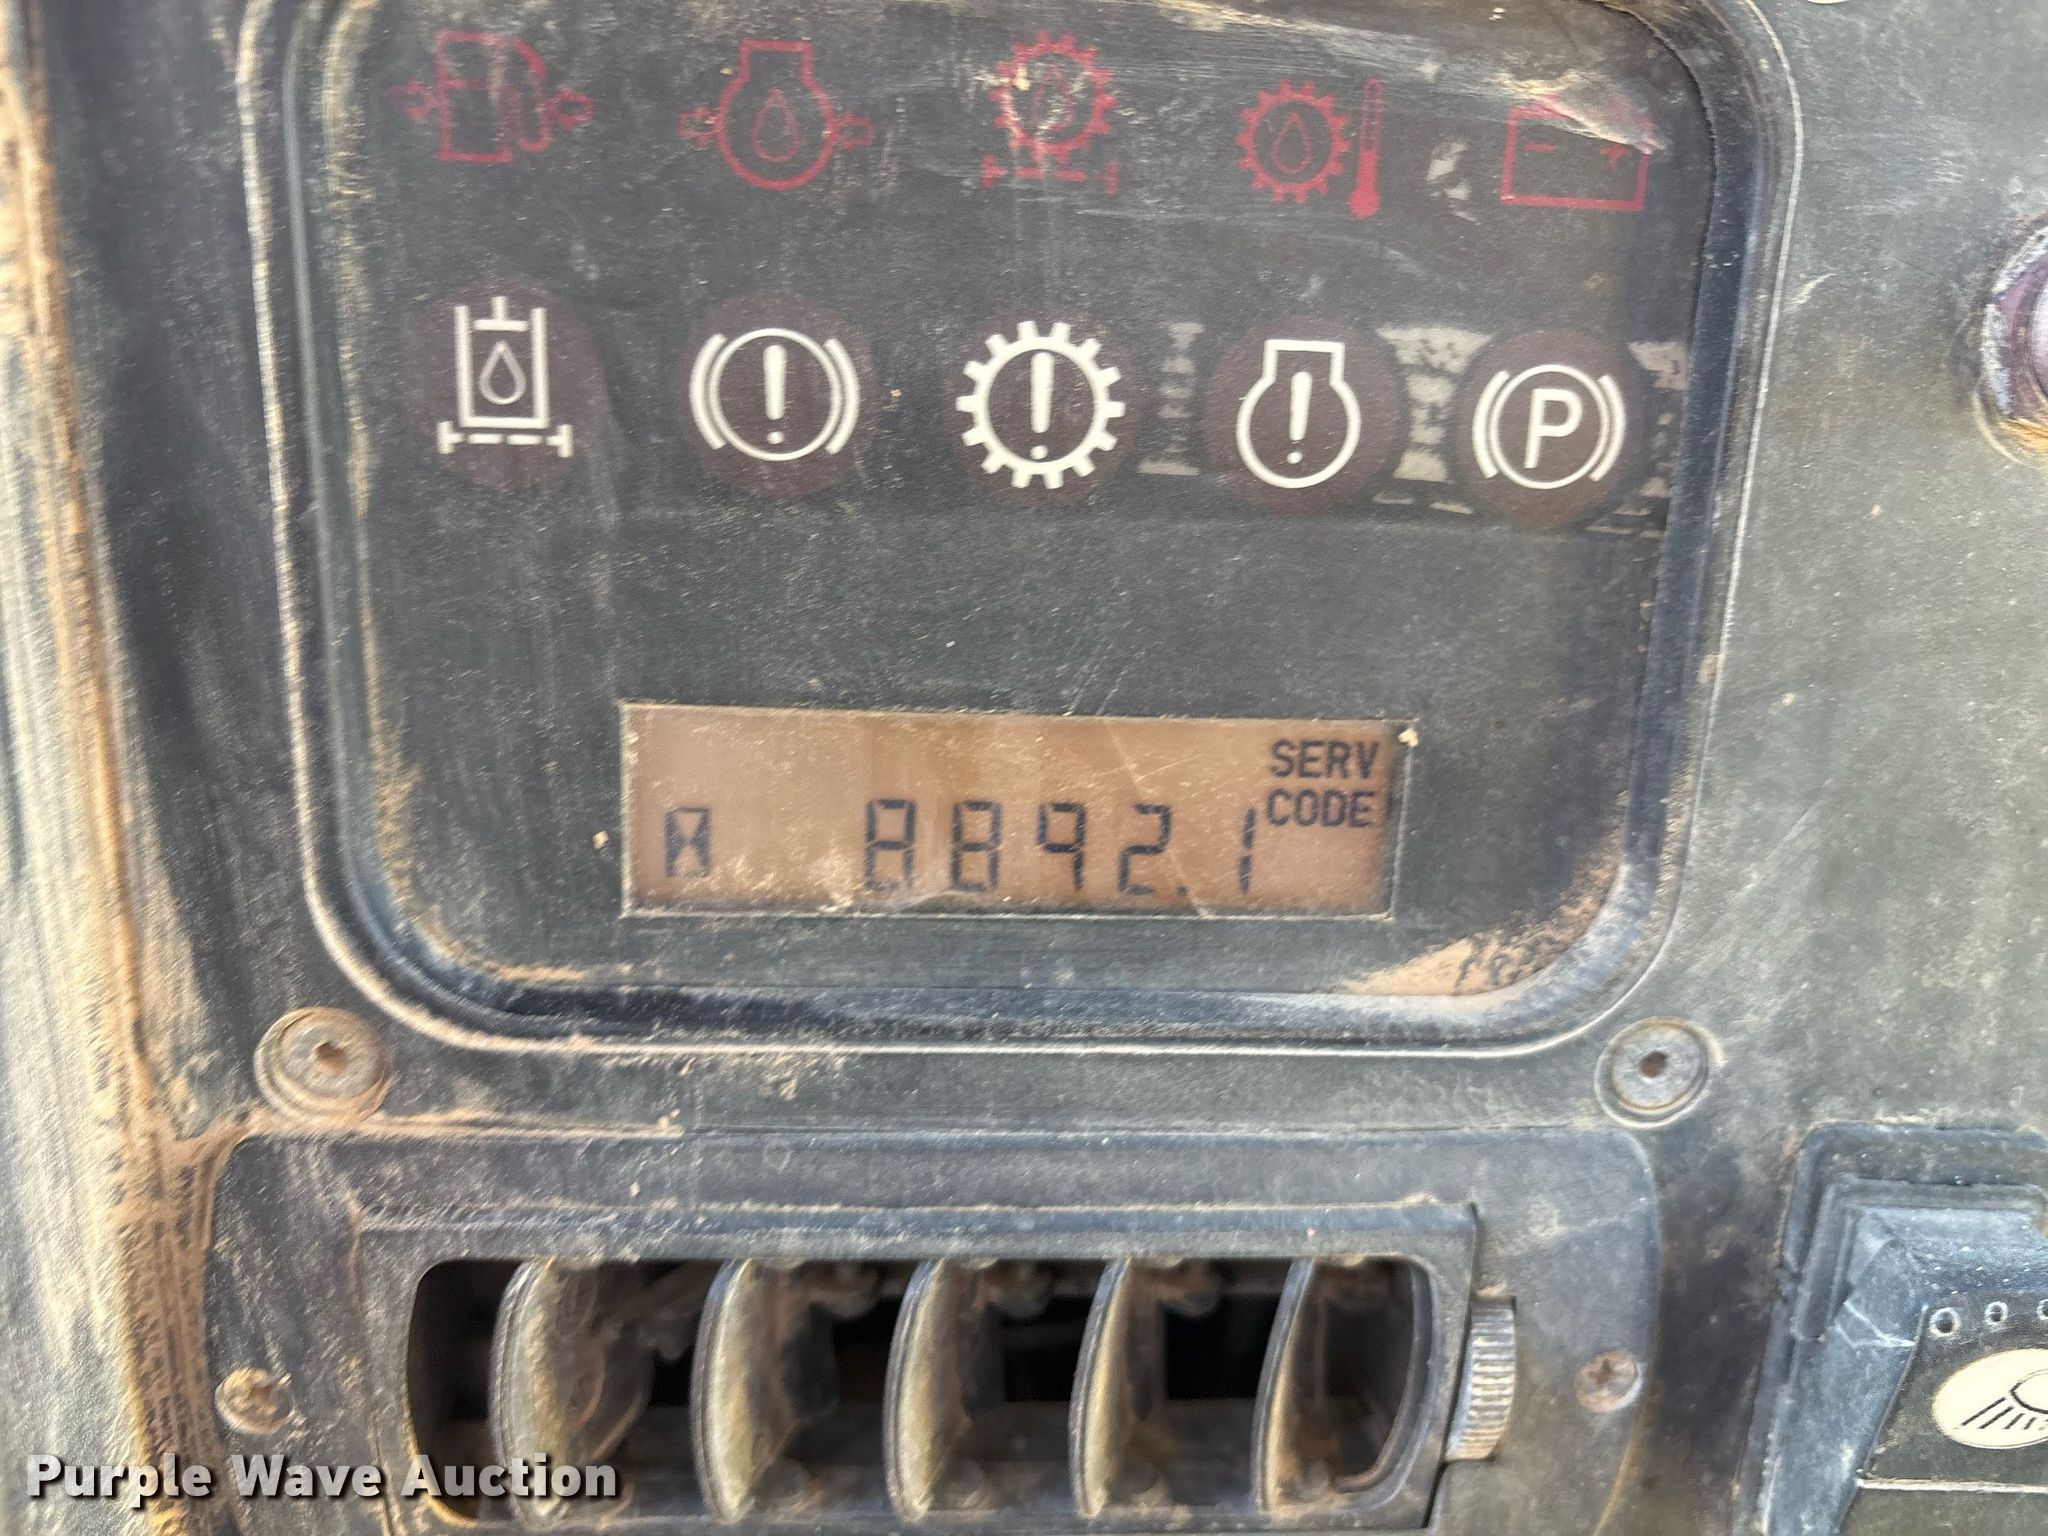 P
SERV
CODE
8892.1
Purple Wave Auction